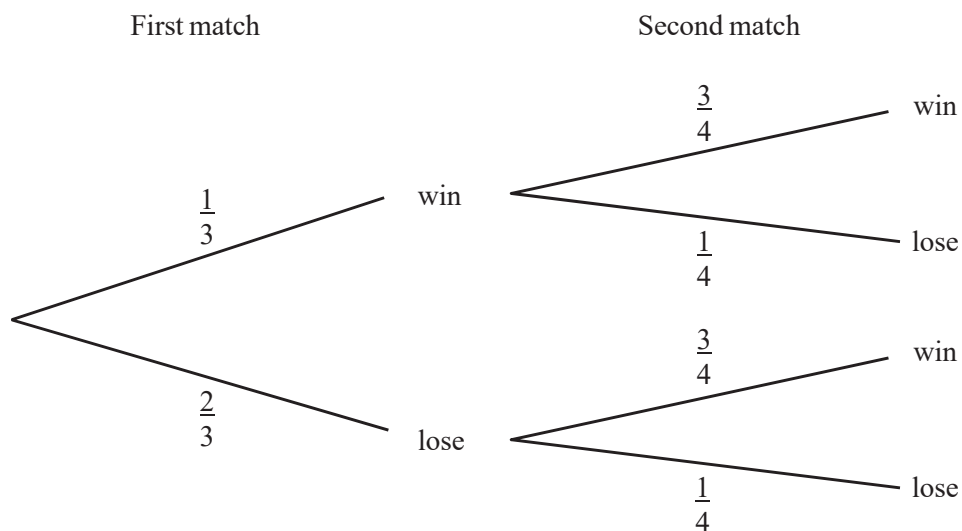 First match Second match
3/4 win
1/3 win
1/4 lose
3/4 win
2/3 lose
1/4 lose